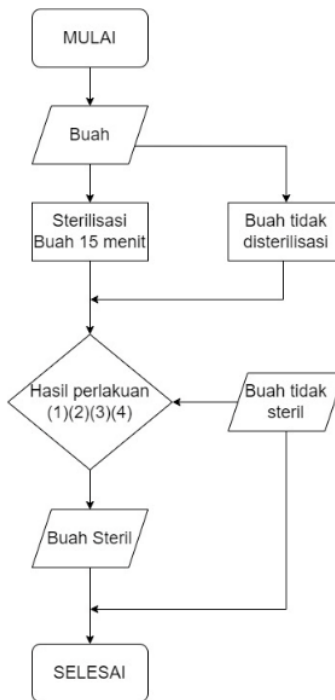 MULAI
Buah
Sterilisasi
Buah 15 menit
Buah tidak
disterilisasi
Hasil perlakuan
(1)(2)(3)(4)
Buah tidak
steril
Buah Steril
SELESAI